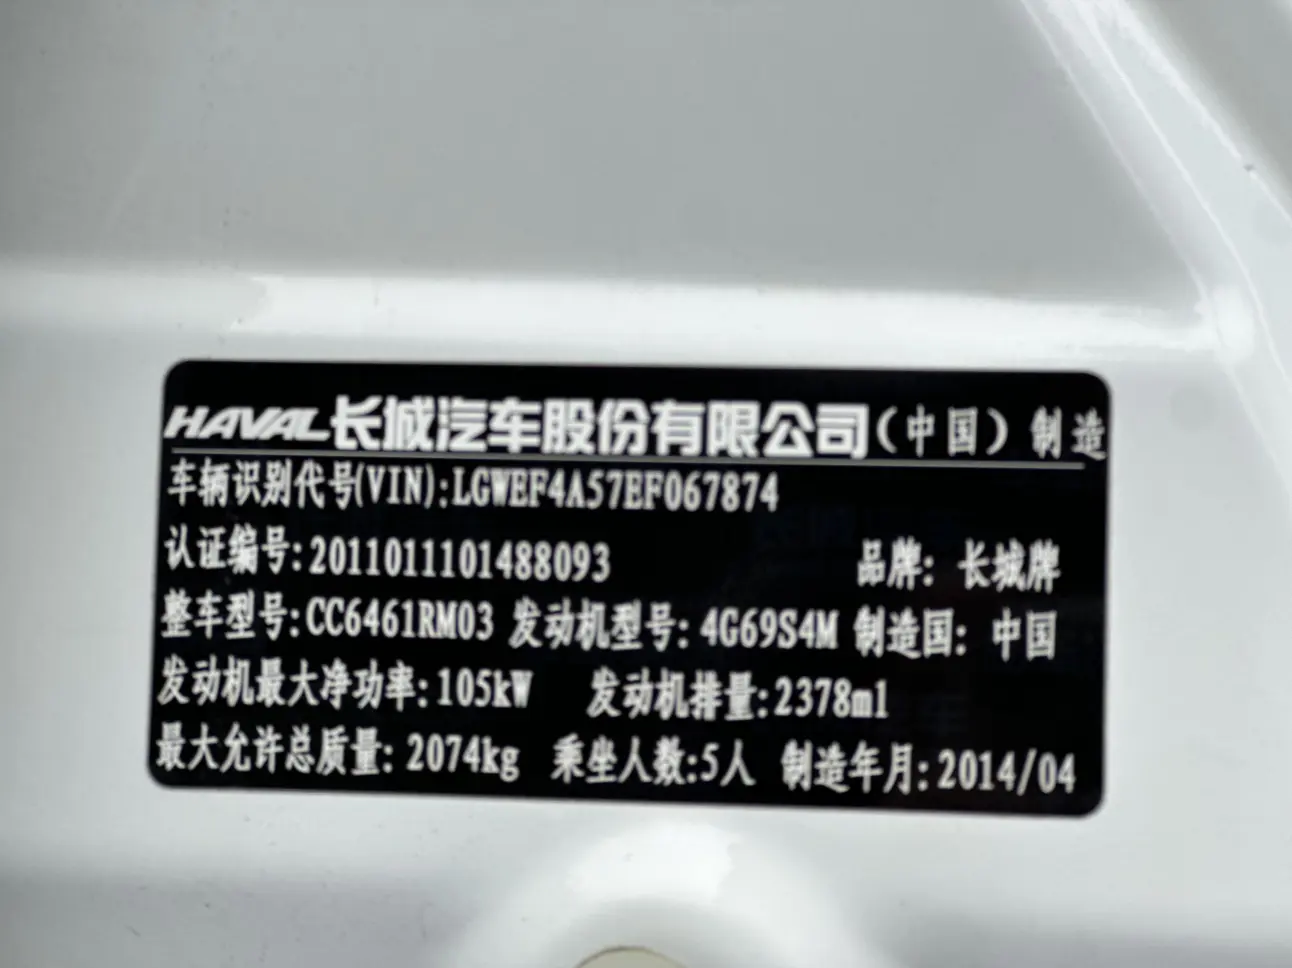 HAVAL长城汽车股份有限公司（中国）制造
车辆识别代号(VIN):LGWEF4A57EF067874
认证编号:2011011101488093 品牌: 长城牌
整车型号:CC6461RM03 发动机型号: 4G69S4M 制造国: 中国
发动机最大净功率:105kW 发动机排量:2378ml
最大允许总质量: 2074kg 乘坐人数:5人 制造年月:2014/04